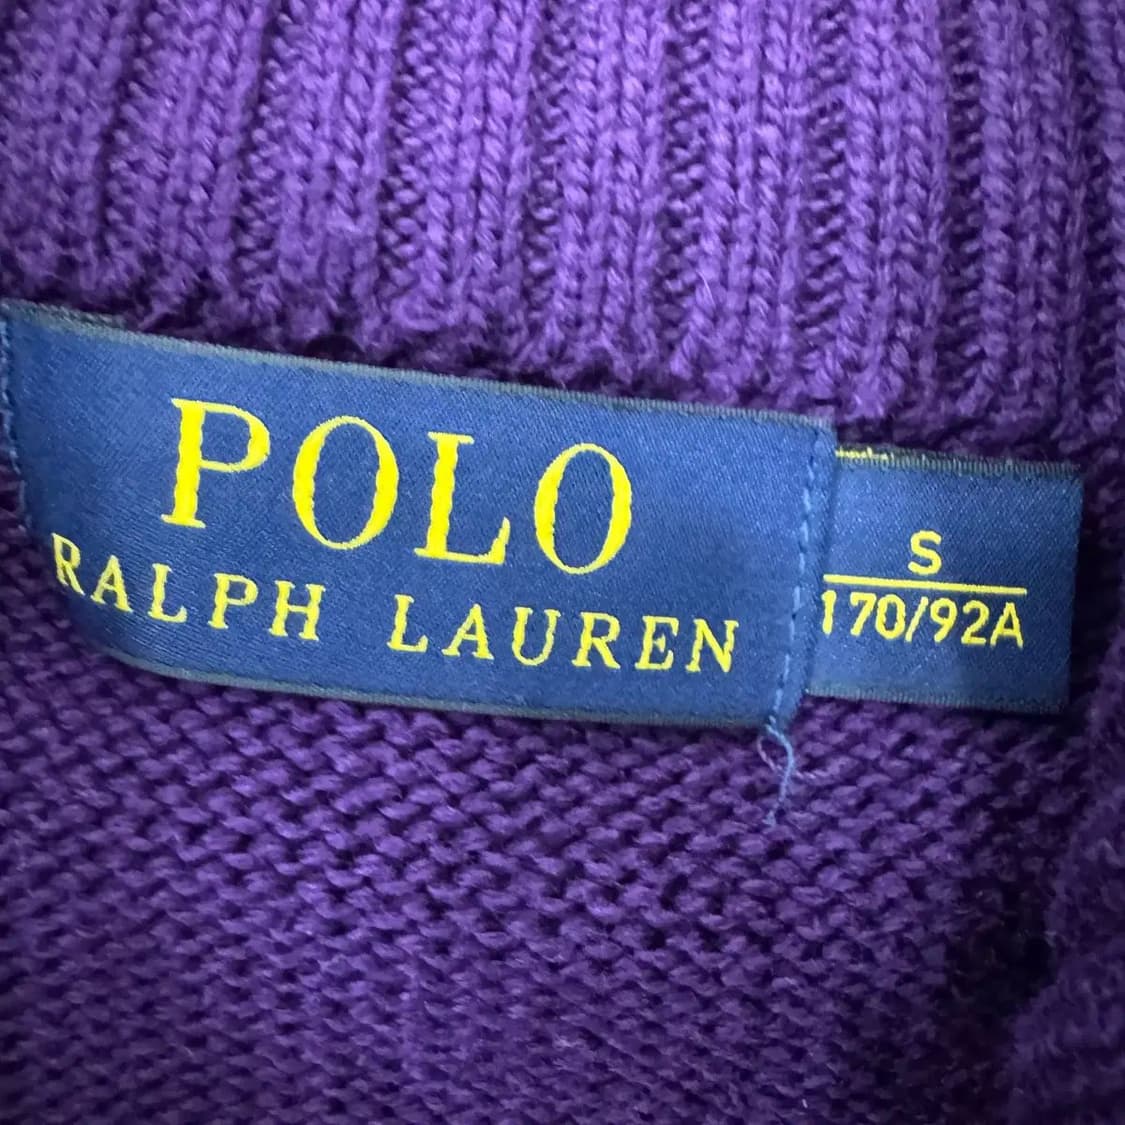 POLO
RALPH LAUREN
S
170/92A